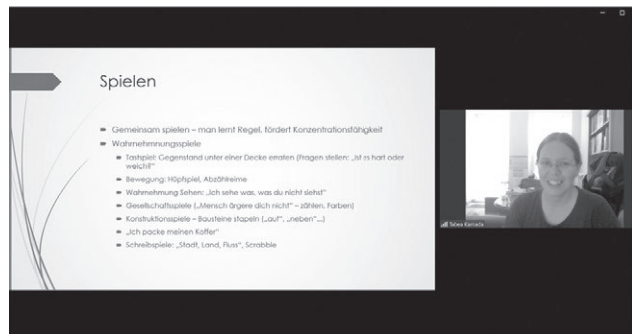 Spielen
Gemeinsam spielen – man lernt Regel, fördert Konzentrationsfähigkeit
Wahrnehmnungsspiele
Tastspiel: Gegenstand unter einer Decke erraten (Fragen stellen: „Ist es hart oder
weich?"
Bewegung: Hüpfspiel, Abzählreime
Wahrnehmung Sehen: „Ich sehe was, was du nicht siehst"
Gesellschaftsspiele („Mensch ärgere dich nicht" – zählen, Farben)
Konstruktionsspiele – Bausteine stapeln („auf", „neben"...)
„Ich packe meinen Koffer"
Schreibspiele: „Stadt, Land, Fluss", Scrabble
Tabea Kamada